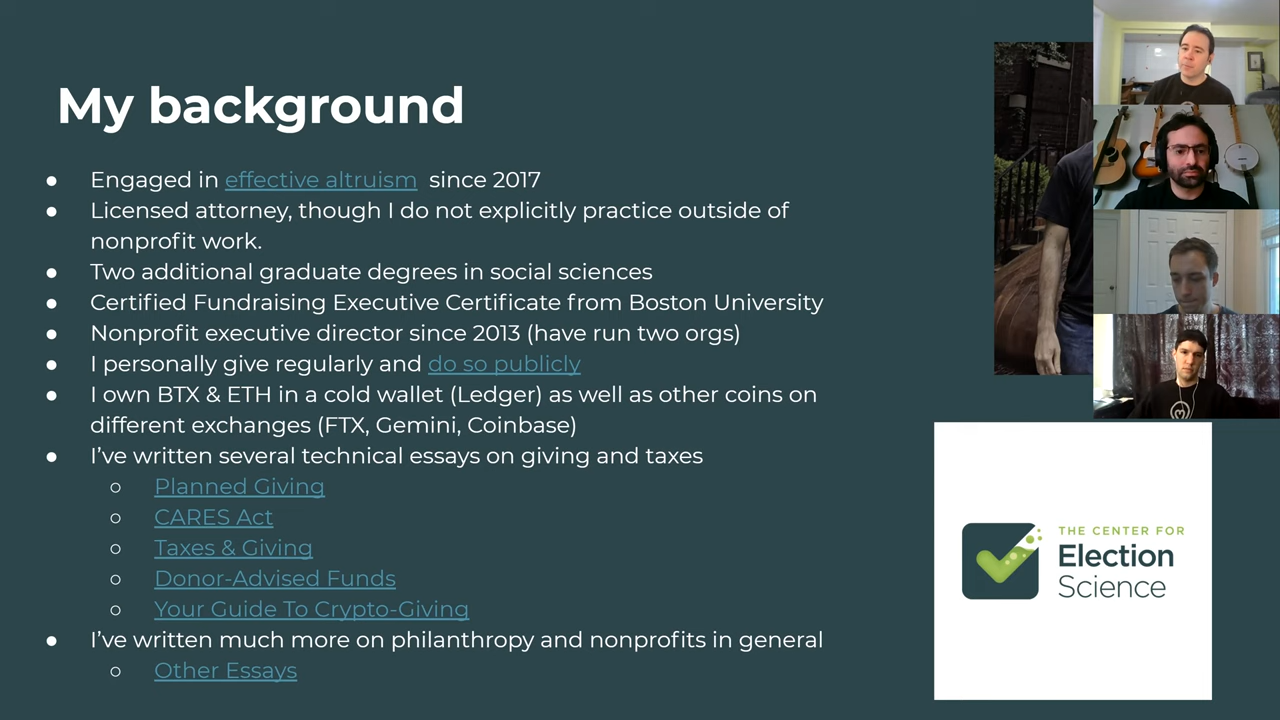 My background
● Engaged in effective altruism since 2017
● Licensed attorney, though I do not explicitly practice outside of
nonprofit work.
● Two additional graduate degrees in social sciences
● Certified Fundraising Executive Certificate from Boston University
● Nonprofit executive director since 2013 (have run two orgs)
● I personally give regularly and do so publicly
● I own BTX & ETH in a cold wallet (Ledger) as well as other coins on
different exchanges (FTX, Gemini, Coinbase)
● I’ve written several technical essays on giving and taxes
○ Planned Giving
○ CARES Act
○ Taxes & Giving
○ Donor-Advised Funds
○ Your Guide To Crypto-Giving
● I’ve written much more on philanthropy and nonprofits in general
○ Other Essays
THE CENTER FOR
Election
Science